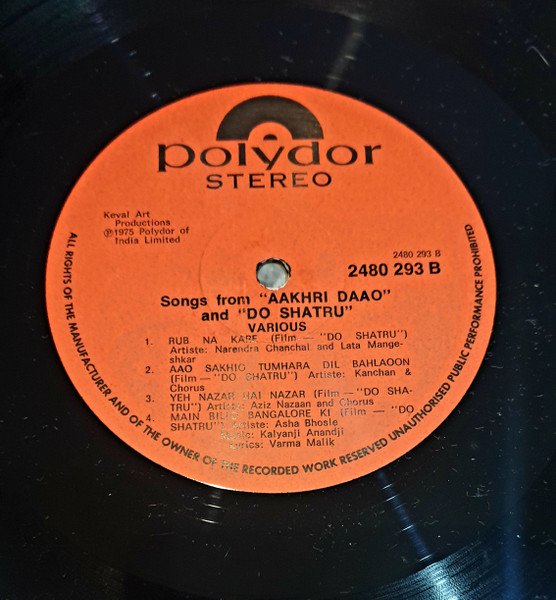 polydor
STEREO
Keval Art
Productions
℗1975 Polydor of
India Limited
2480 293 B
2480 293 B
Songs from "AAKHRI DAAO"
and "DO SHATRU"
VARIOUS
1. RUB NA KARE (Film — "DO SHATRU")
Artiste: Narendra Chanchal and Lata Mange-
shkar
2. AAO SAKHIO TUMHARA DIL BAHLAOON
(Film — "DO SHATRU") Artiste: Kanchan &
Chorus
3. YEH NAZAR HAI NAZAR (Film — "DO SHA-
TRU") Artiste: Aziz Nazaan and Chorus
4. MAIN BIJLI BANGALORE KI (Film — "DO
SHATRU") Artiste: Asha Bhosle
Music: Kalyanji Anandji
Lyrics: Varma Malik
ALL RIGHTS OF THE MANUFACTURER AND OF THE OWNER OF THE RECORDED WORK RESERVED UNAUTHORISED PUBLIC PERFORMANCE PROHIBITED